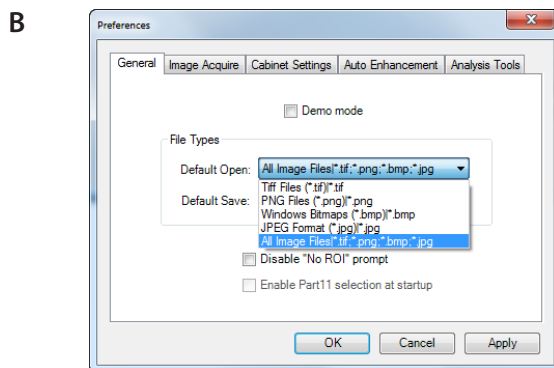 B
Preferences
General Image Acquire Cabinet Settings Auto Enhancement Analysis Tools
Demo mode
File Types
Default Open: All Image Files|*.tif;*.png;*.bmp;*.jpg
Tiff Files (*.tif)|*.tif
Default Save: PNG Files (*.png)|*.png
Windows Bitmaps (*.bmp)|*.bmp
JPEG Format (*.jpg)|*.jpg
All Image Files|*.tif;*.png;*.bmp;*.jpg
Disable "No ROI" prompt
Enable Part11 selection at startup
OK Cancel Apply